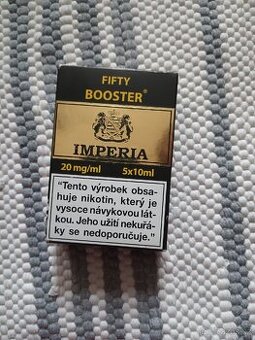 FIFTY
BOOSTER®
IMPERIA
20 mg/ml 5x10ml
"Tento výrobek obsa-
huje nikotin, který je
vysoce návykovou lát-
kou. Jeho užití nekuřá-
ky se nedoporučuje."